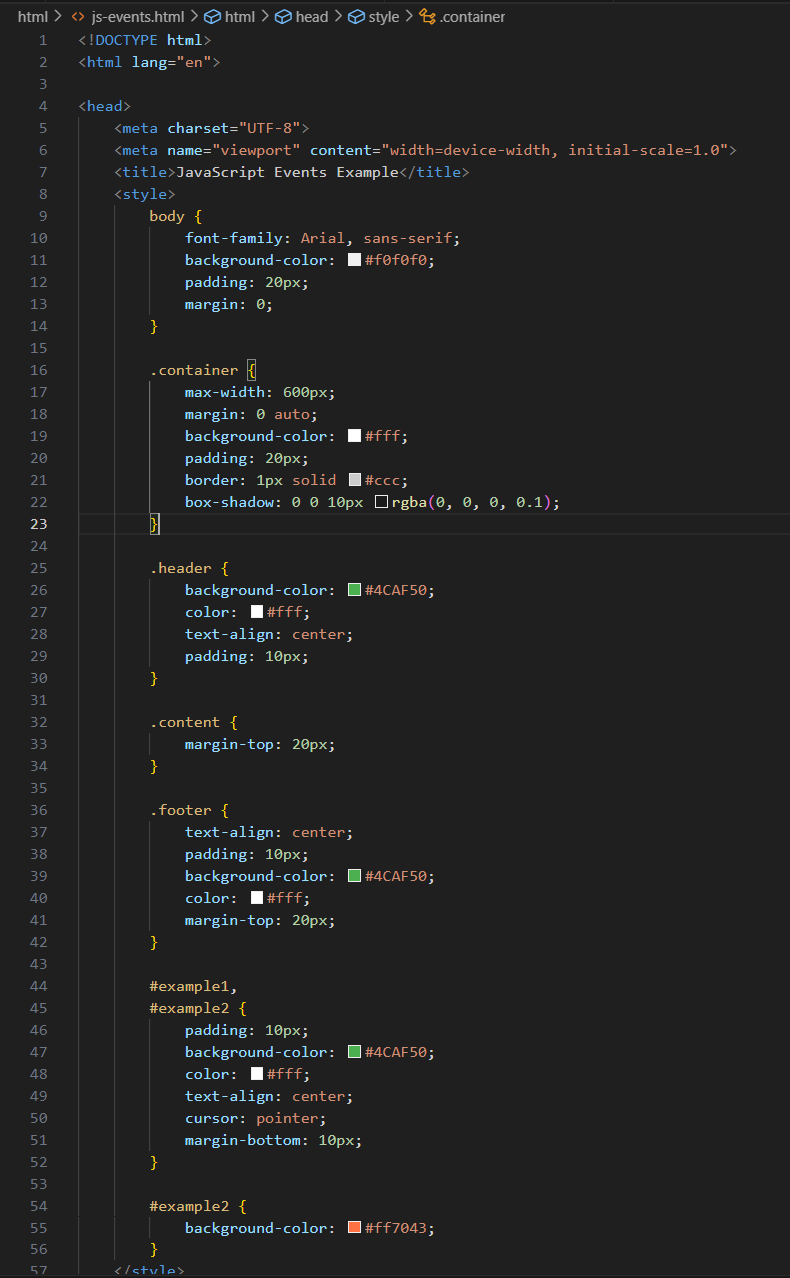 html > js-events.html > html > head > style > .container
1 <!DOCTYPE html>
2 <html lang="en">
3
4 <head>
5     <meta charset="UTF-8">
6     <meta name="viewport" content="width=device-width, initial-scale=1.0">
7     <title>JavaScript Events Example</title>
8     <style>
9         body {
10             font-family: Arial, sans-serif;
11             background-color: #f0f0f0;
12             padding: 20px;
13             margin: 0;
14         }
15
16         .container {
17             max-width: 600px;
18             margin: 0 auto;
19             background-color: #fff;
20             padding: 20px;
21             border: 1px solid #ccc;
22             box-shadow: 0 0 10px rgba(0, 0, 0, 0.1);
23         }
24
25         .header {
26             background-color: #4CAF50;
27             color: #fff;
28             text-align: center;
29             padding: 10px;
30         }
31
32         .content {
33             margin-top: 20px;
34         }
35
36         .footer {
37             text-align: center;
38             padding: 10px;
39             background-color: #4CAF50;
40             color: #fff;
41             margin-top: 20px;
42         }
43
44         #example1,
45         #example2 {
46             padding: 10px;
47             background-color: #4CAF50;
48             color: #fff;
49             text-align: center;
50             cursor: pointer;
51             margin-bottom: 10px;
52         }
53
54         #example2 {
55             background-color: #ff7043;
56         }
57     </style>